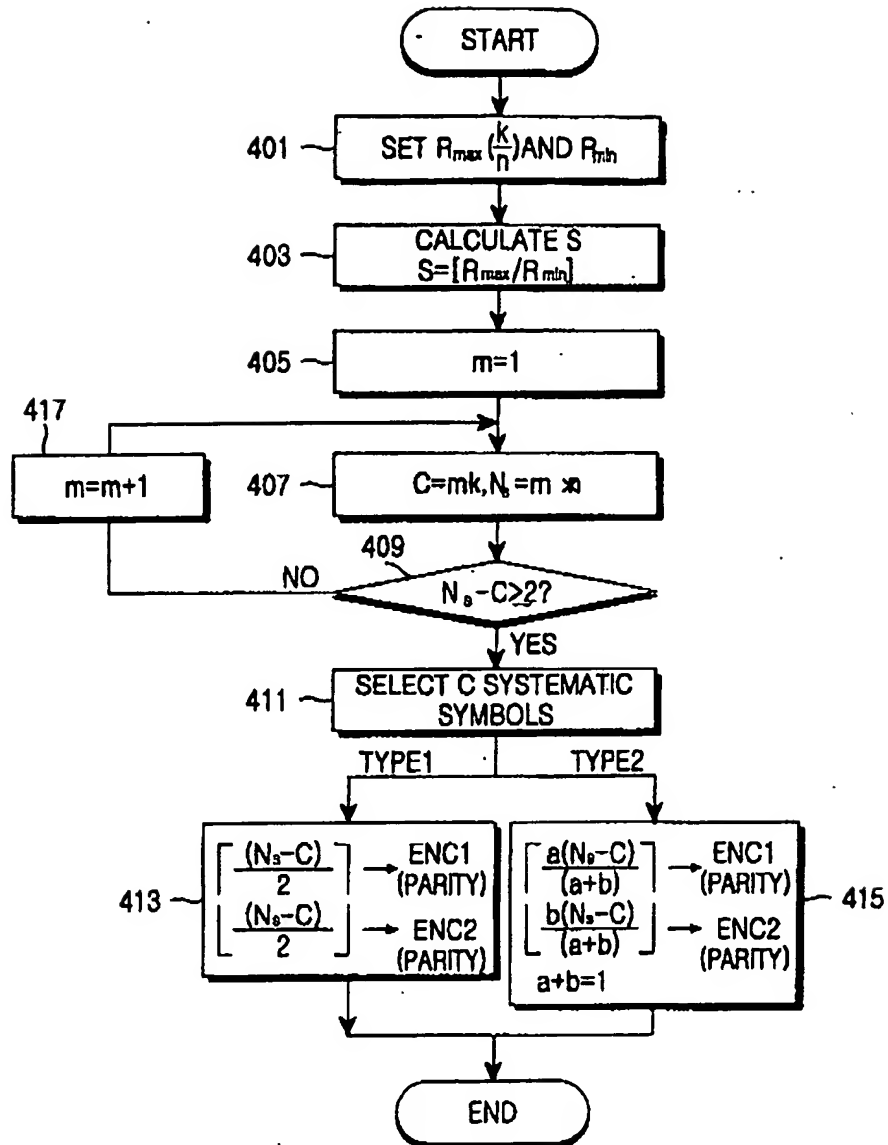 START
401
SET Rmax(k/n)AND Rmin
403
CALCULATE S
S=[Rmax/Rmin]
405
m=1
417
m=m+1
407
C=mk,Ns=m×n
409
NO
Ns-C≥2?
YES
411
SELECT C SYSTEMATIC
SYMBOLS
TYPE1
TYPE2
413
(Ns-C)/2 → ENC1
(PARITY)
(Ns-C)/2 → ENC2
(PARITY)
415
a(Ns-C)/(a+b) → ENC1
(PARITY)
b(Ns-C)/(a+b) → ENC2
(PARITY)
a+b=1
END